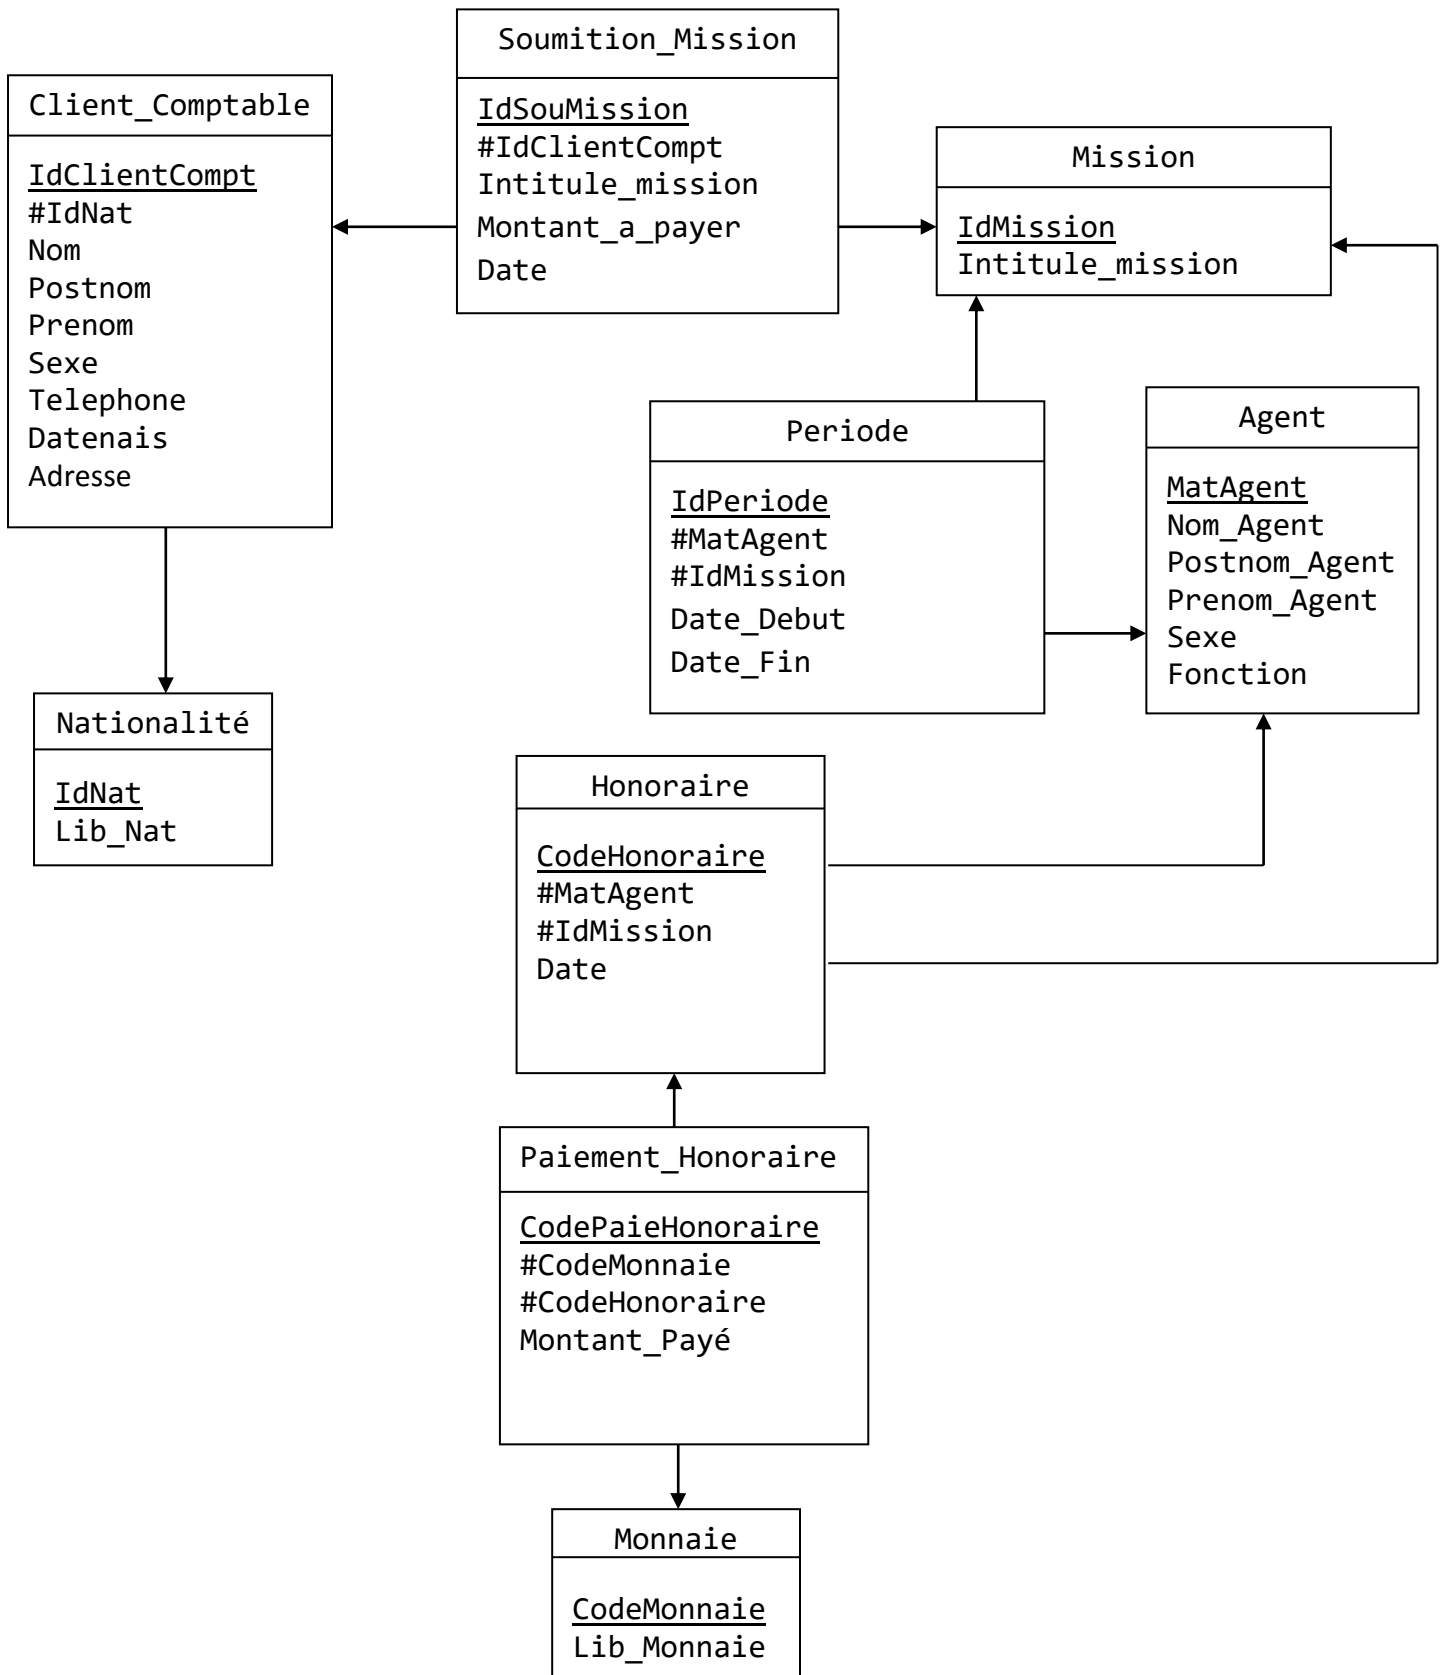 Soumition_Mission
IdSouMission
#IdClientCompt
Intitule_mission
Montant_a_payer
Date
Client_Comptable
IdClientCompt
#IdNat
Nom
Postnom
Prenom
Sexe
Telephone
Datenais
Adresse
Mission
IdMission
Intitule_mission
Periode
IdPeriode
#MatAgent
#IdMission
Date_Debut
Date_Fin
Agent
MatAgent
Nom_Agent
Postnom_Agent
Prenom_Agent
Sexe
Fonction
Nationalité
IdNat
Lib_Nat
Honoraire
CodeHonoraire
#MatAgent
#IdMission
Date
Paiement_Honoraire
CodePaieHonoraire
#CodeMonnaie
#CodeHonoraire
Montant_Payé
Monnaie
CodeMonnaie
Lib_Monnaie